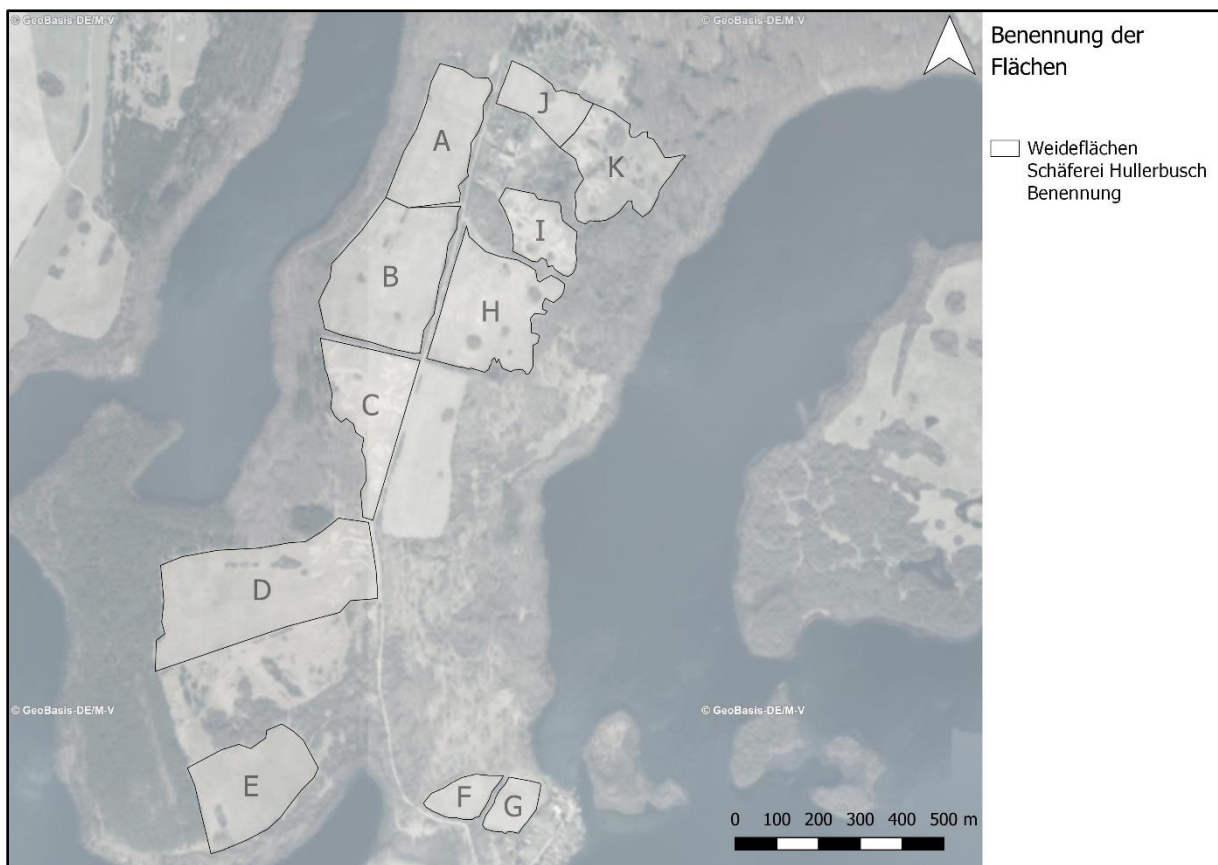 © GeoBasis-DE/M-V
© GeoBasis-DE/M-V
Benennung der
Flächen
Weideflächen
Schäferei Hullerbusch
Benennung
A
J
K
I
B
H
C
D
© GeoBasis-DE/M-V
© GeoBasis-DE/M-V
E
F
G
0 100 200 300 400 500 m